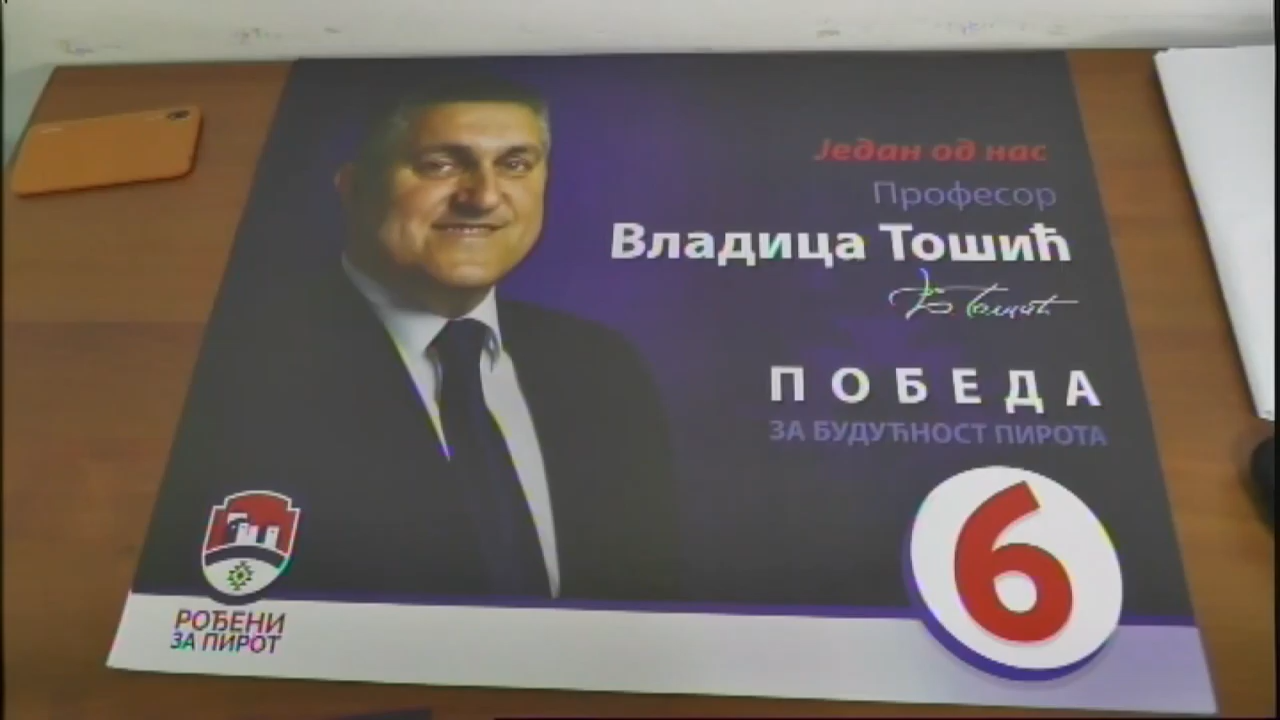 Један од нас
Професор
Владица Тошић
ПОБЕДА
ЗА БУДУЋНОСТ ПИРОТА
6
РОЂЕНИ
ЗА ПИРОТ